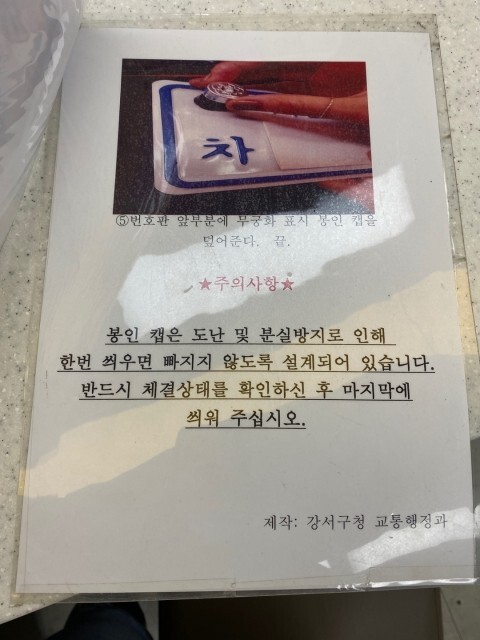 차
⑤번호판 앞부분에 무궁화 표시 봉인 캡을
덮어준다. 끝.
★주의사항★
봉인 캡은 도난 및 분실방지로 인해
한번 씌우면 빠지지 않도록 설계되어 있습니다.
반드시 체결상태를 확인하신 후 마지막에
씌워 주십시오.
제작: 강서구청 교통행정과